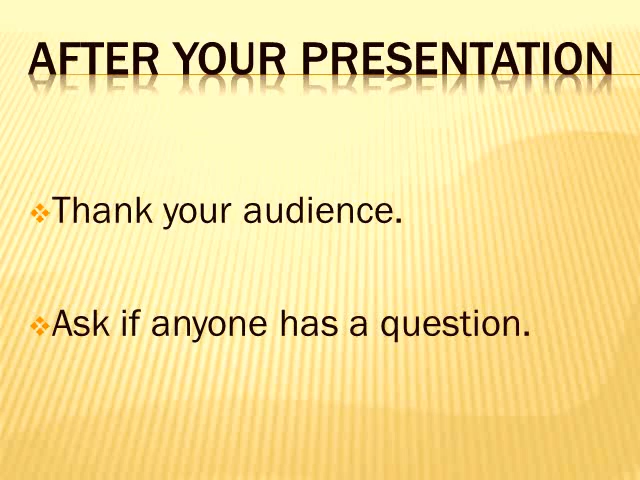 AFTER YOUR PRESENTATION
Thank your audience.
Ask if anyone has a question.